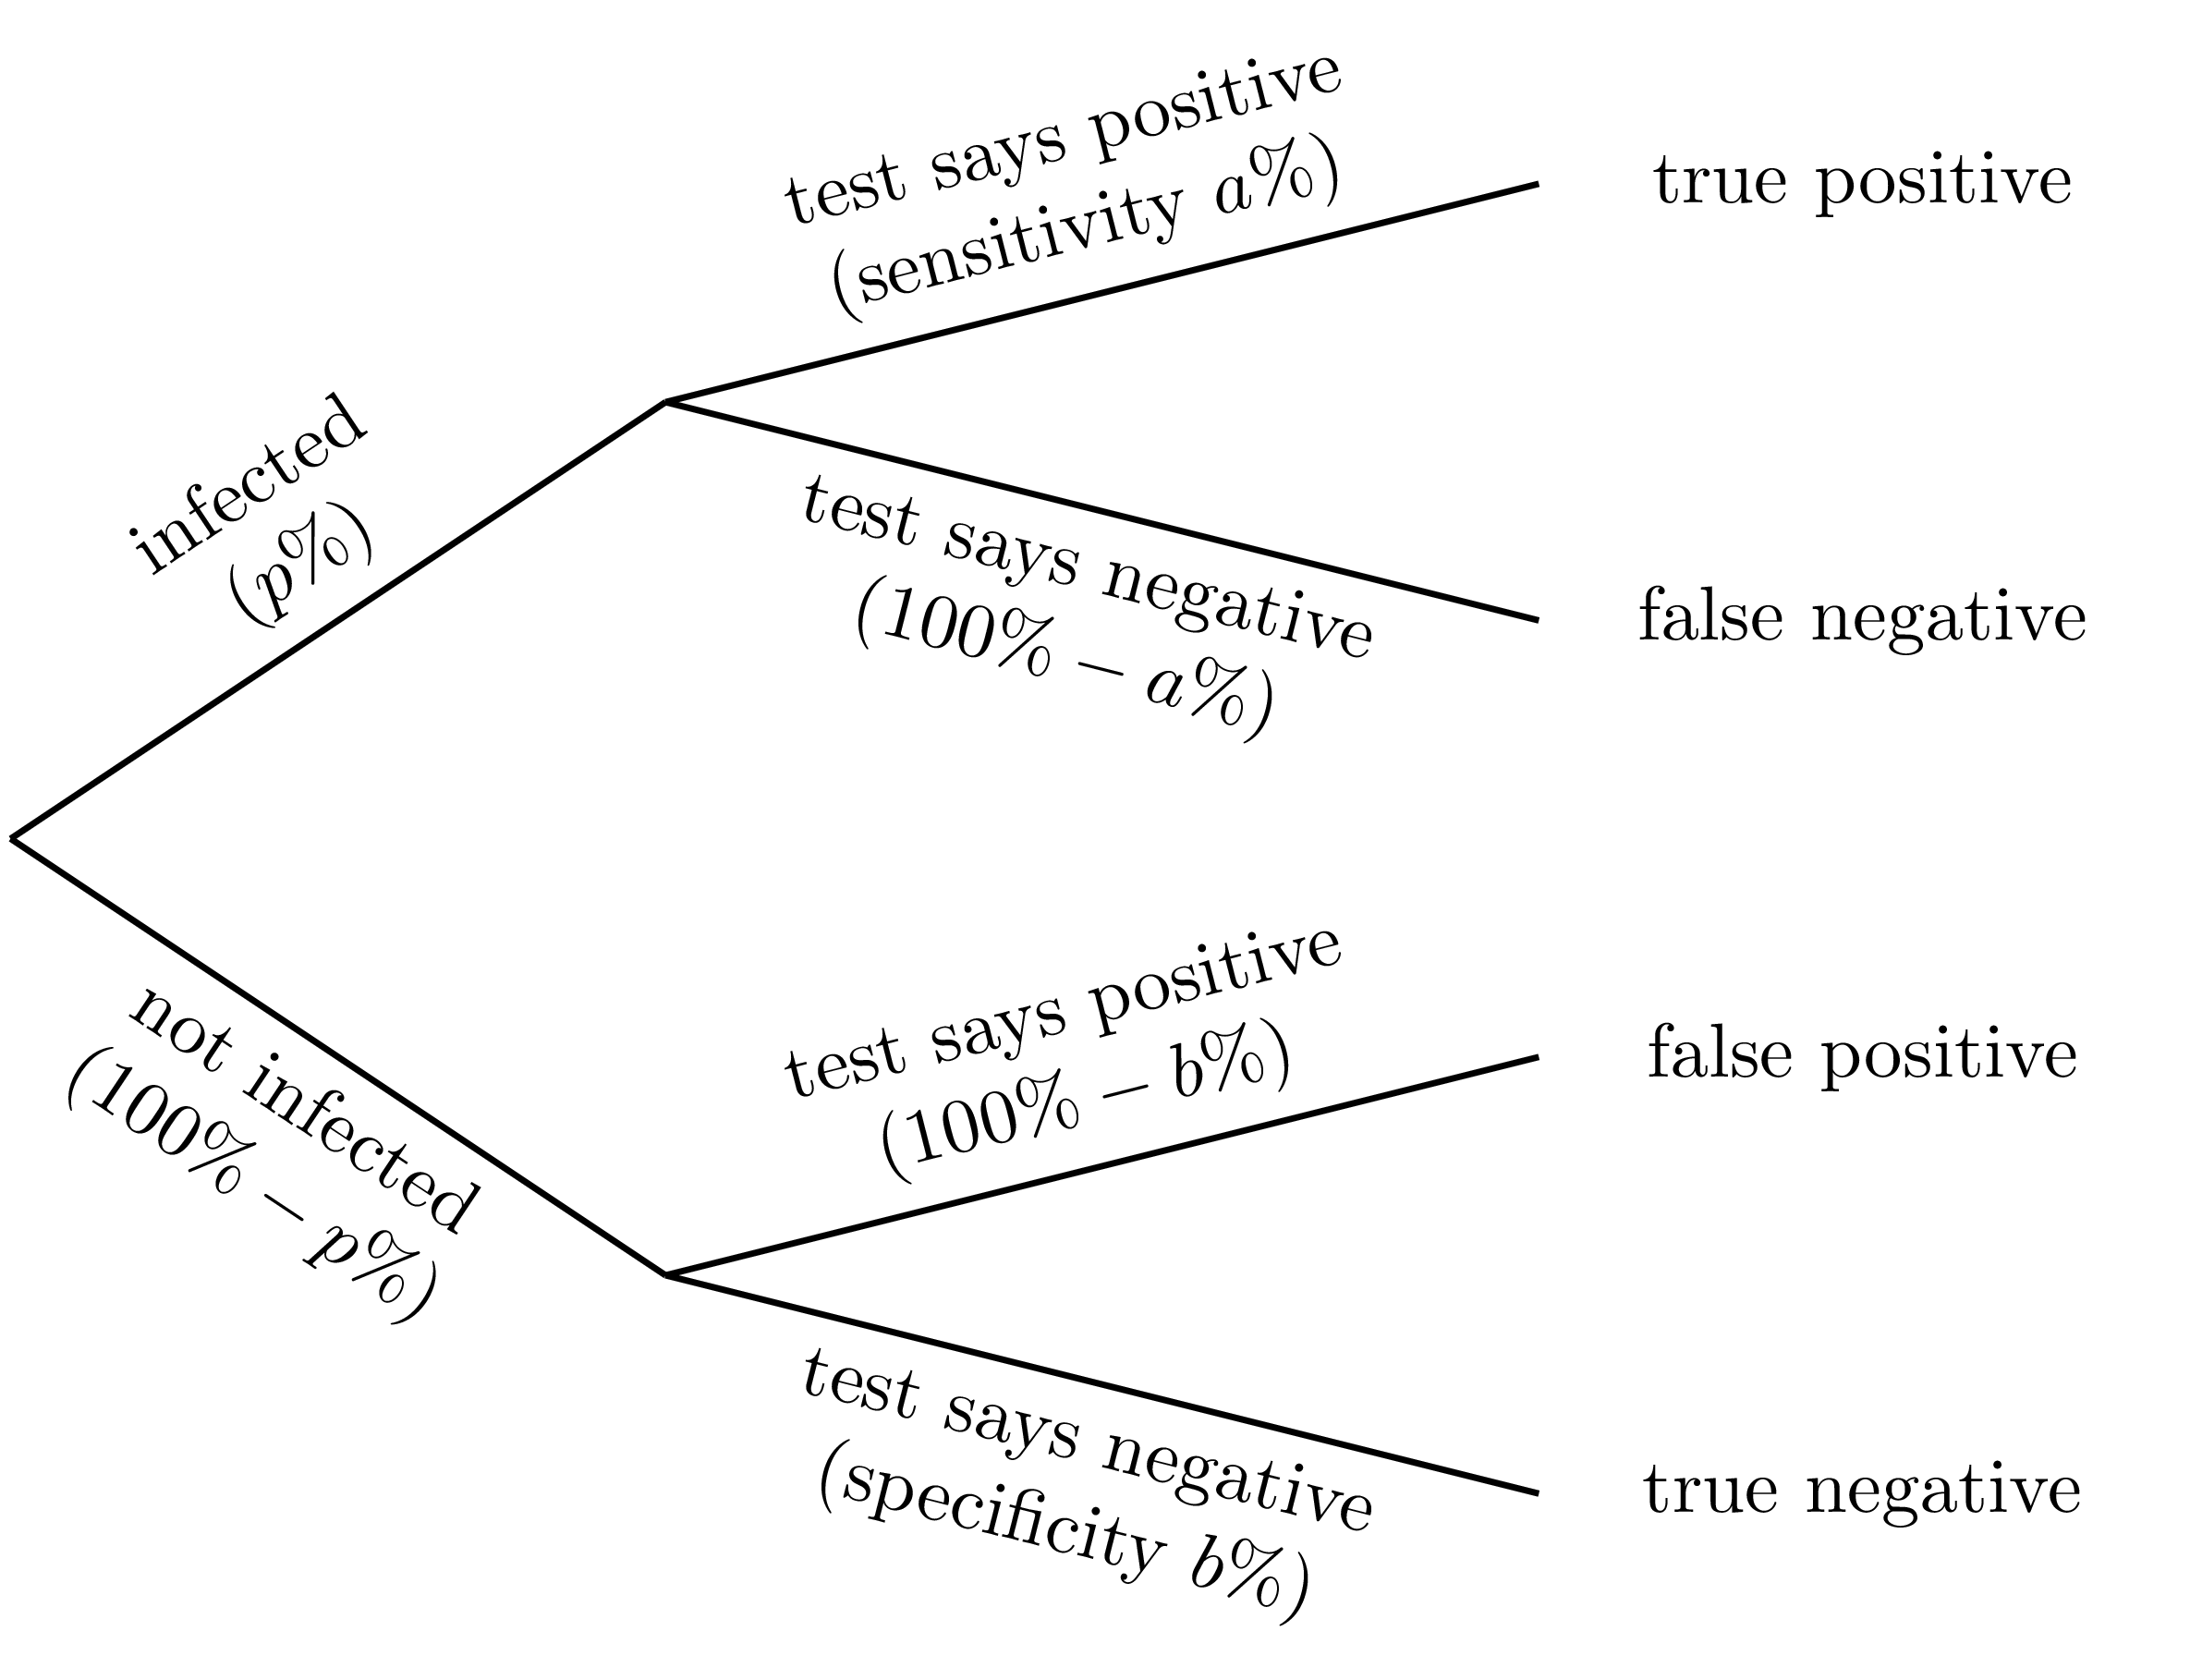 test says positive
(sensitivity a%)
true positive
infected
(p%)
test says negative
(100% − a%)
false negative
test says positive
(100% − b%)
false positive
not infected
(100% − p%)
test says negative
(specificity b%)
true negative